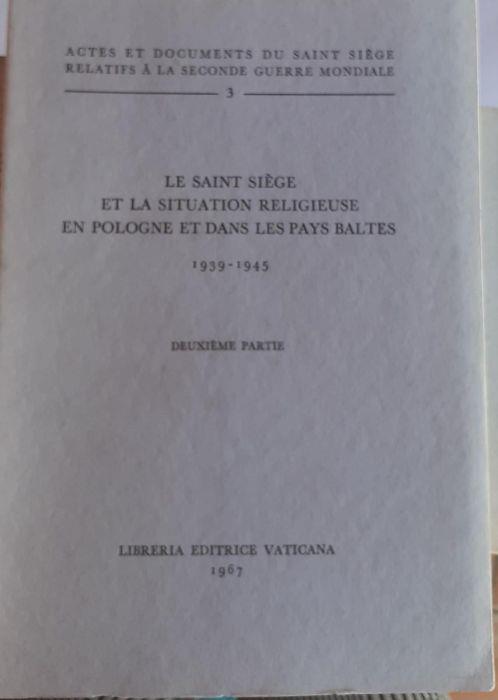 ACTES ET DOCUMENTS DU SAINT SIÈGE
RELATIFS À LA SECONDE GUERRE MONDIALE
3
LE SAINT SIÈGE
ET LA SITUATION RELIGIEUSE
EN POLOGNE ET DANS LES PAYS BALTES
1939-1945
DEUXIÈME PARTIE
LIBRERIA EDITRICE VATICANA
1967